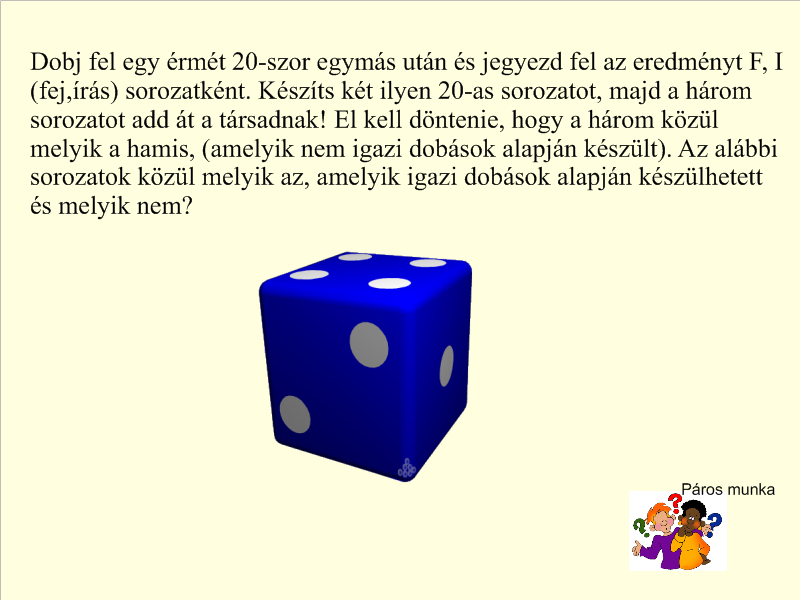 Dobj fel egy érmét 20-szor egymás után és jegyezd fel az eredményt F, I
(fej,írás) sorozatként. Készíts két ilyen 20-as sorozatot, majd a három
sorozatot add át a társadnak! El kell döntenie, hogy a három közül
melyik a hamis, (amelyik nem igazi dobások alapján készült). Az alábbi
sorozatok közül melyik az, amelyik igazi dobások alapján készülhetett
és melyik nem?
Páros munka